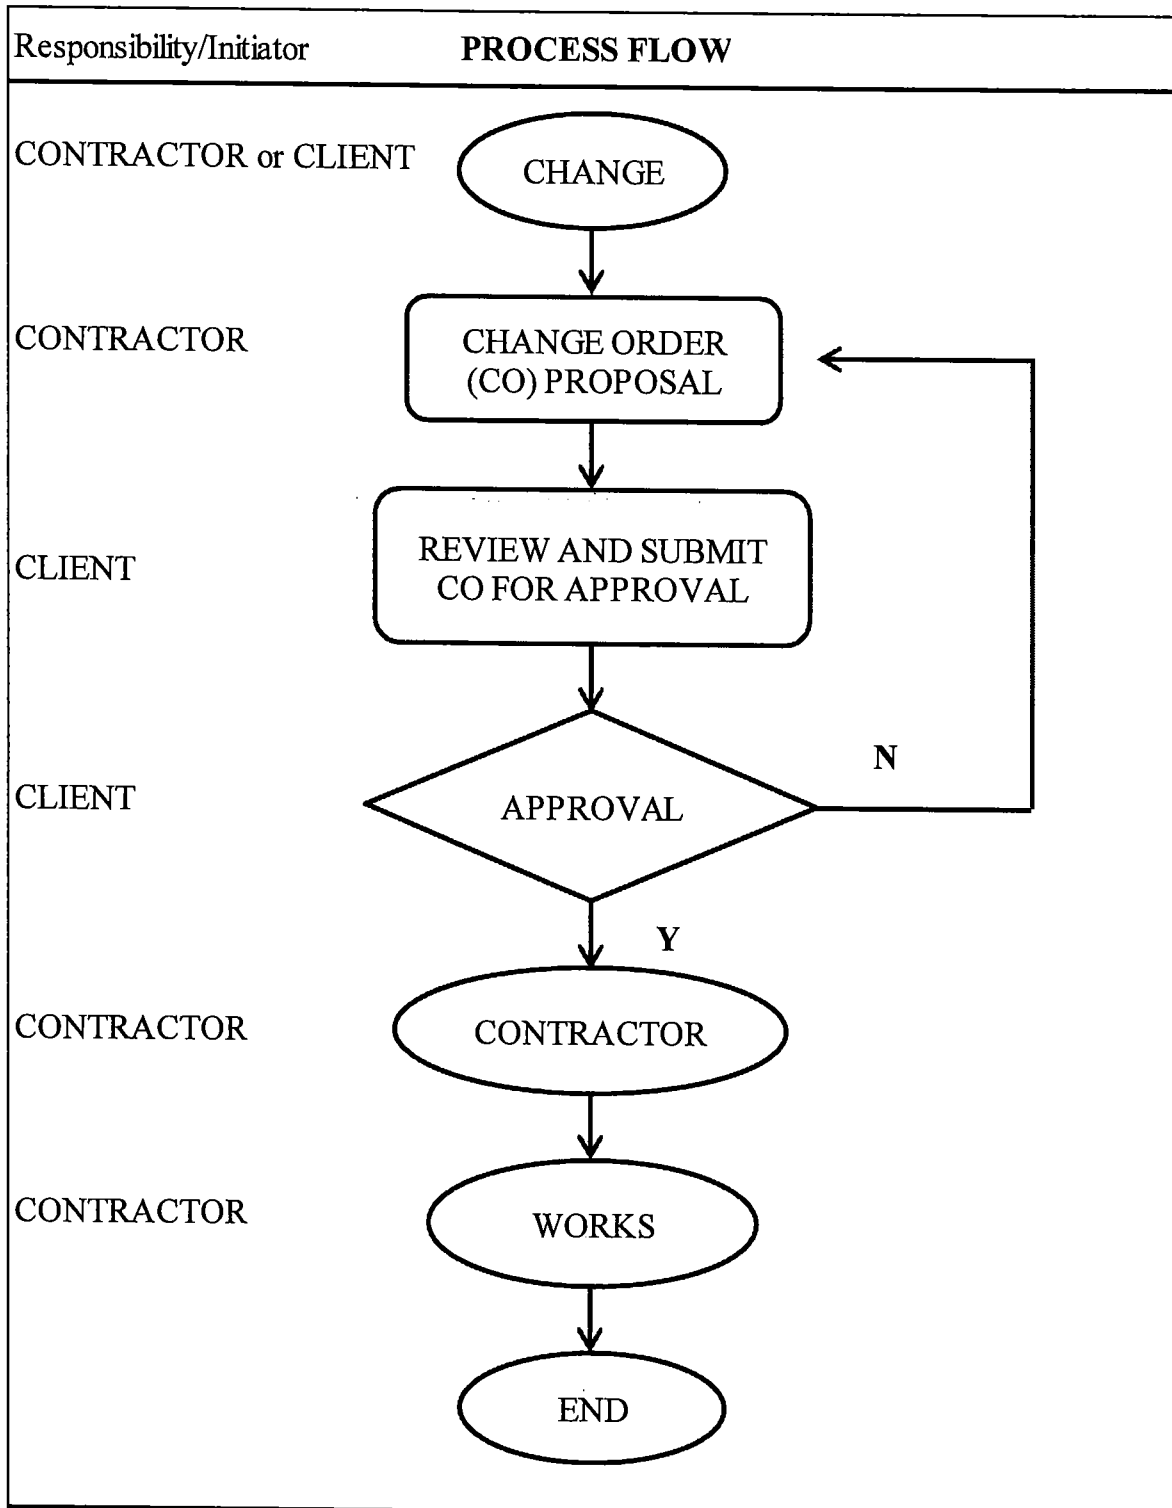 Responsibility/Initiator PROCESS FLOW
CONTRACTOR or CLIENT CHANGE
CONTRACTOR CHANGE ORDER
(CO) PROPOSAL
CLIENT REVIEW AND SUBMIT
CO FOR APPROVAL
N
CLIENT APPROVAL
Y
CONTRACTOR CONTRACTOR
CONTRACTOR WORKS
END